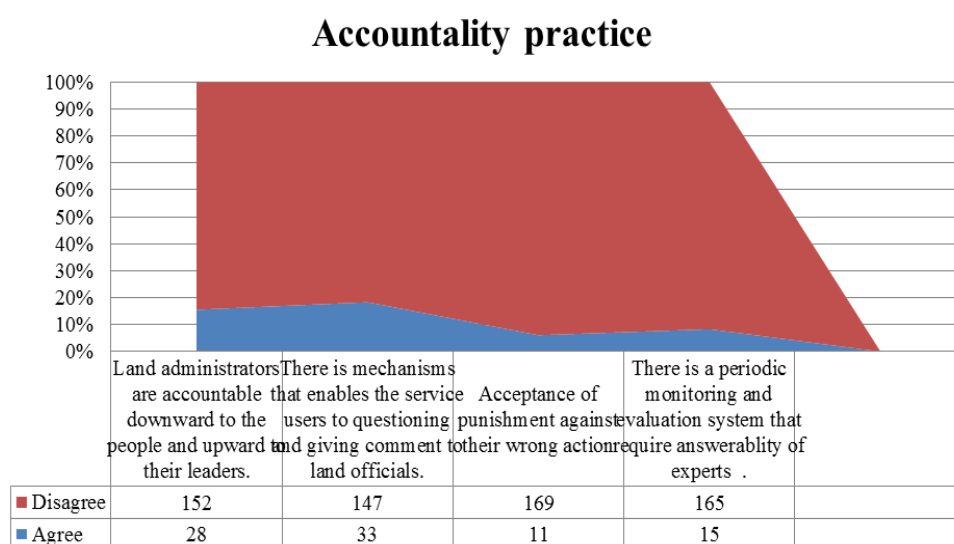 Accountality practice
100%
90%
80%
70%
60%
50%
40%
30%
20%
10%
0%
Land administrators
are accountable
downward to the
people and upward to
their leaders.
There is mechanisms
that enables the service
users to questioning
and giving comment to
land officials.
Acceptance of
punishment against
their wrong action
There is a periodic
monitoring and
evaluation system that
require answerablity of
experts .
Disagree 152 147 169 165
Agree 28 33 11 15